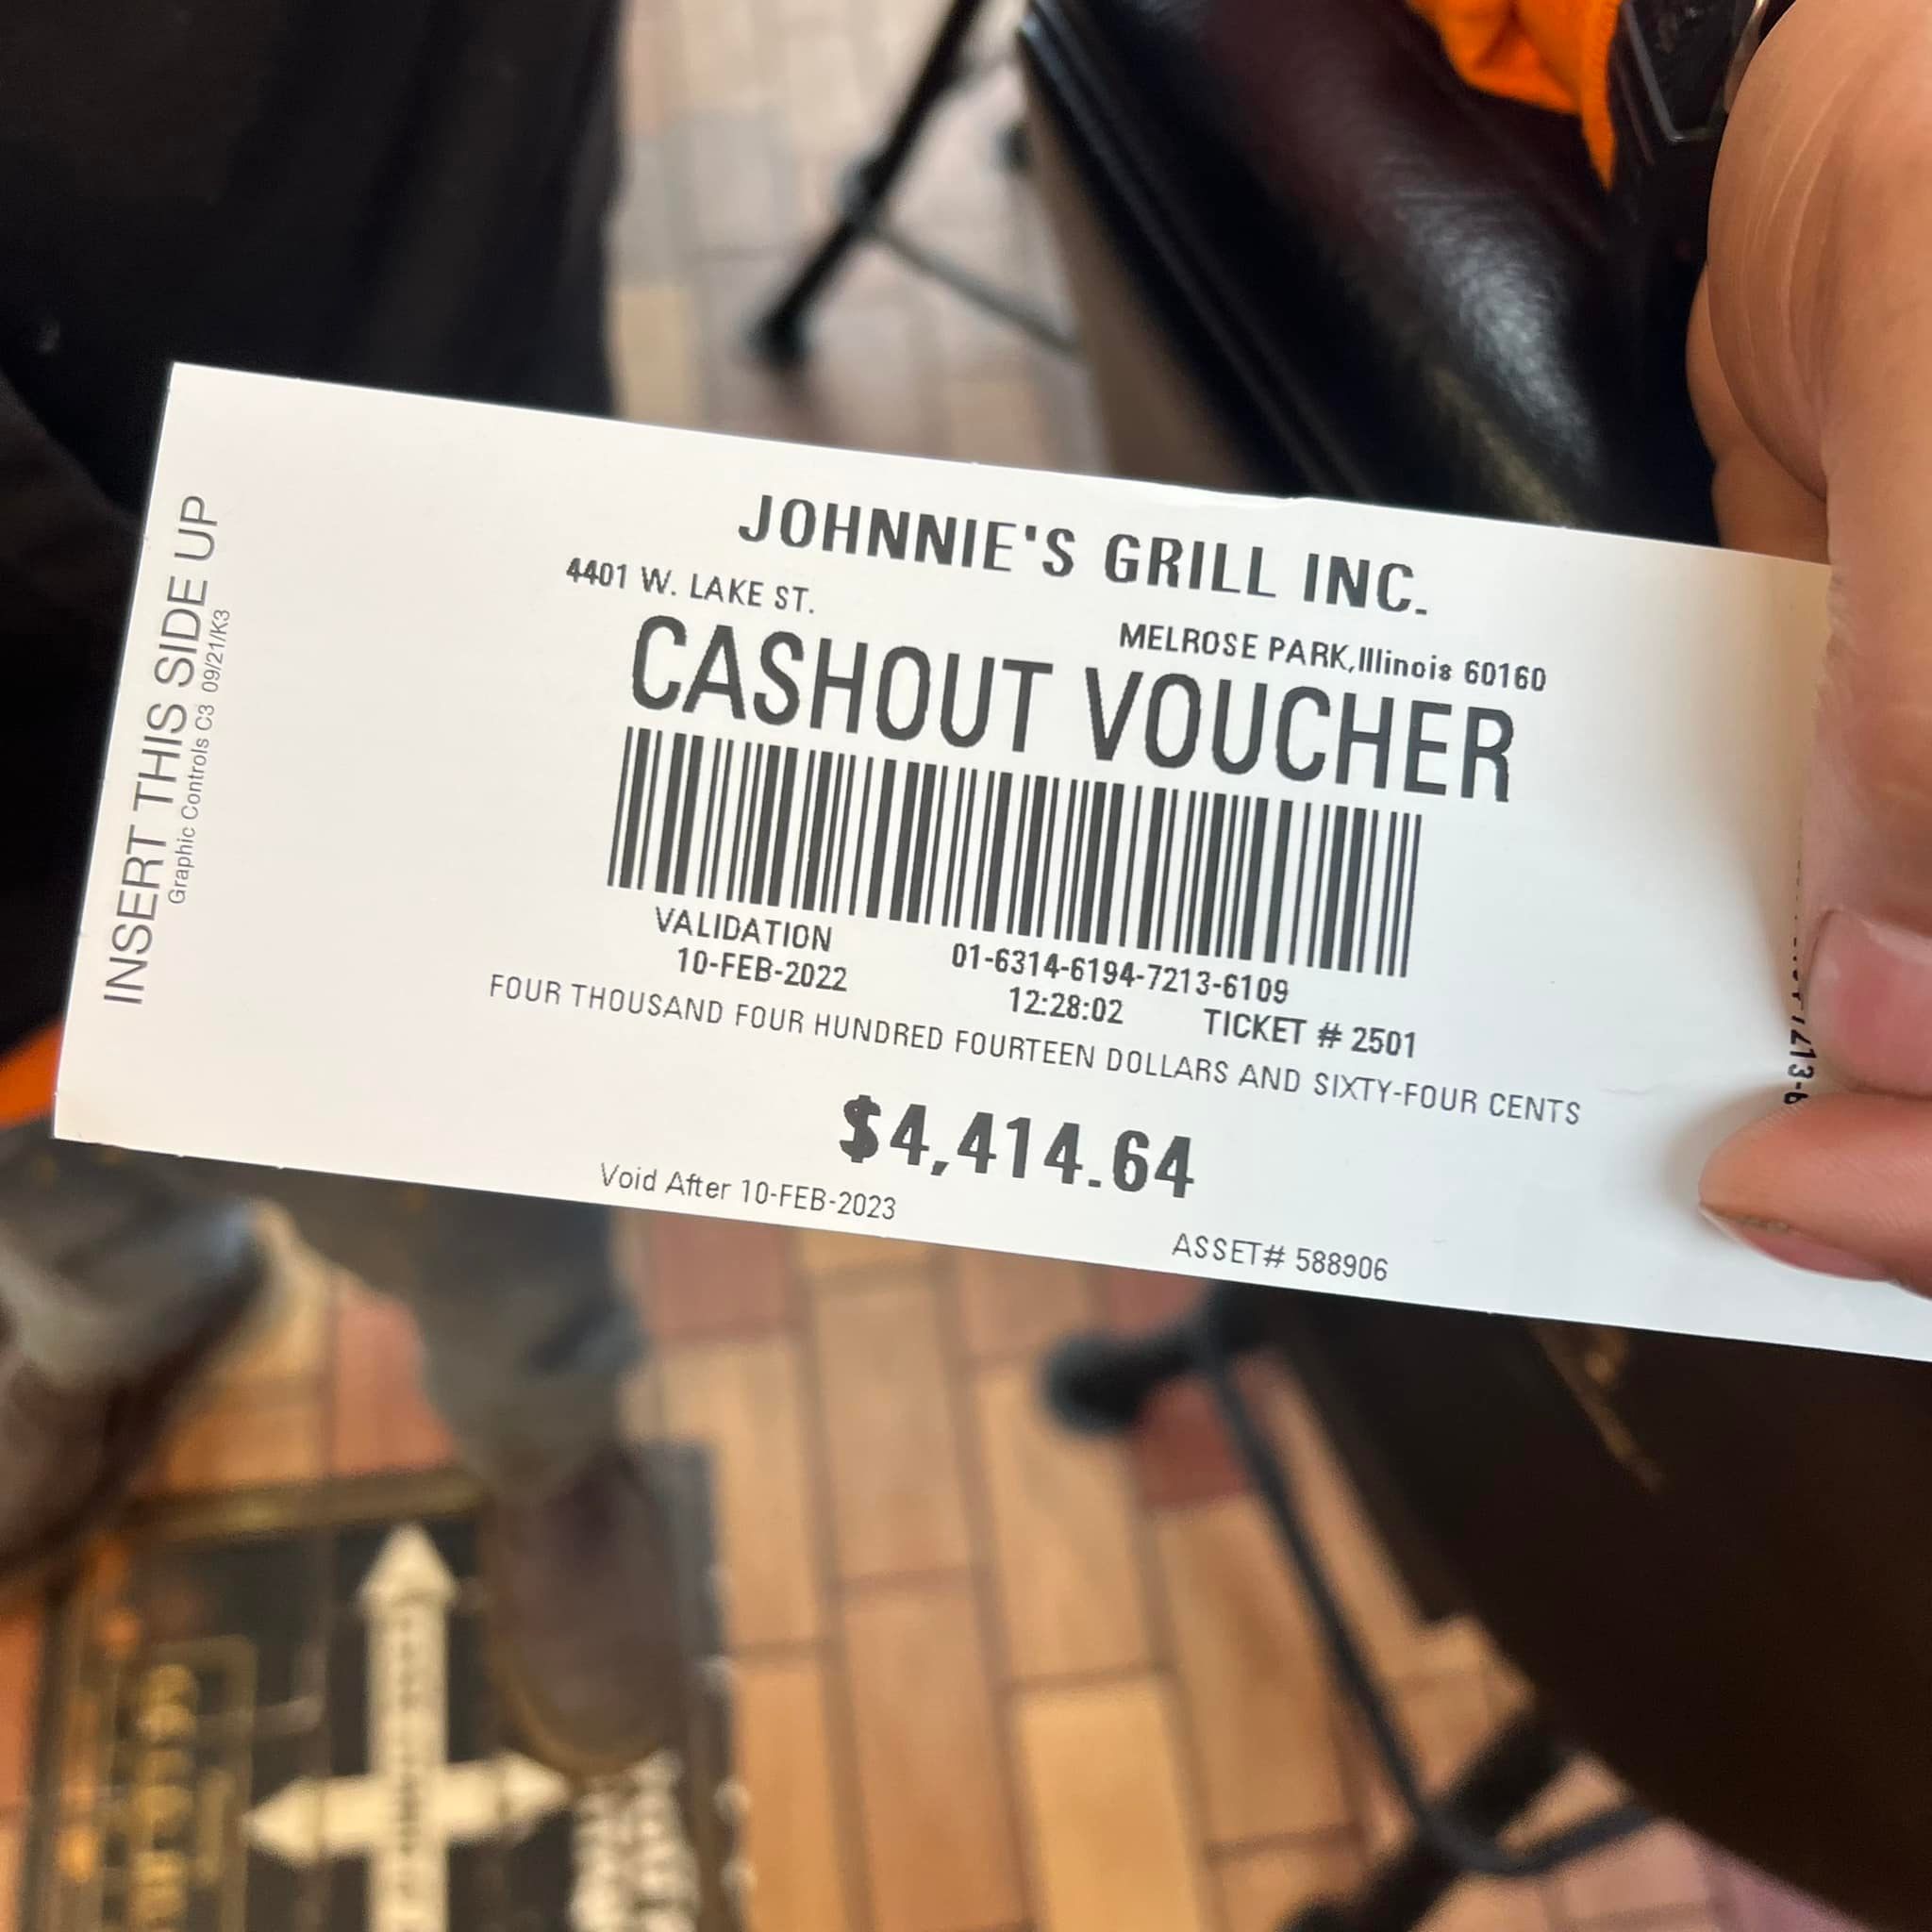 JOHNNIE'S GRILL INC.
4401 W. LAKE ST.
MELROSE PARK,Illinois 60160
CASHOUT VOUCHER
VALIDATION 01-6314-6194-7213-6109
10-FEB-2022 12:28:02 TICKET # 2501
FOUR THOUSAND FOUR HUNDRED FOURTEEN DOLLARS AND SIXTY-FOUR CENTS
$4,414.64
Void After 10-FEB-2023 ASSET# 588906
INSERT THIS SIDE UP
Graphic Controls C3 09/21/K3